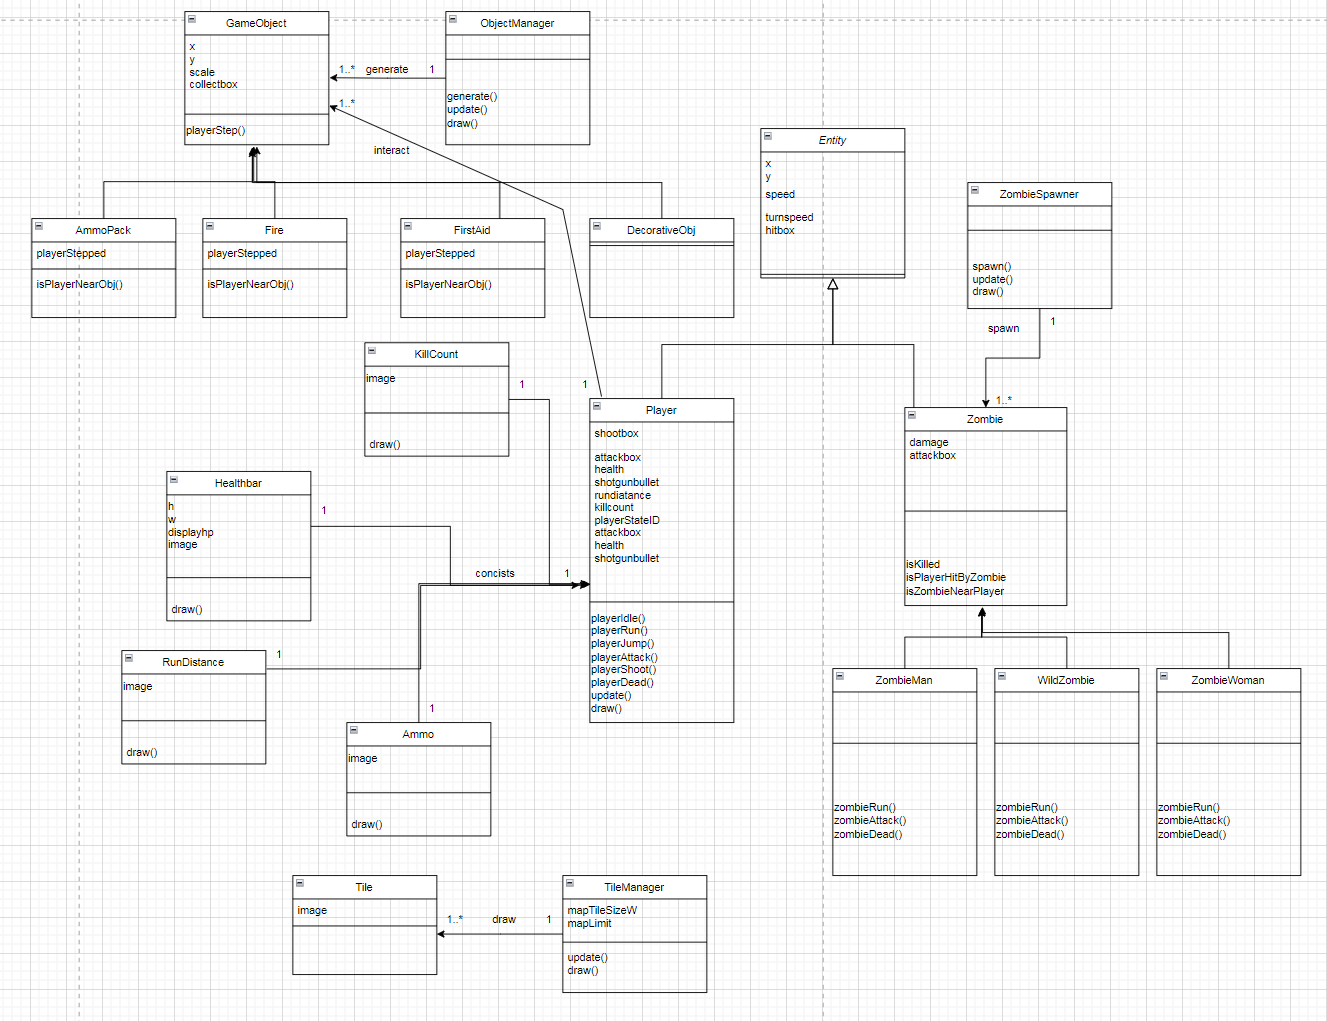 GameObject
x
y
scale
collectbox
playerStep()
ObjectManager
generate()
update()
draw()
1..* generate 1
1..*
interact
Entity
x
y
speed
turnspeed
hitbox
ZombieSpawner
spawn()
update()
draw()
spawn
1
1..*
AmmoPack
playerStepped
isPlayerNearObj()
Fire
playerStepped
isPlayerNearObj()
FirstAid
playerStepped
isPlayerNearObj()
DecorativeObj
KillCount
image
draw()
1
1
Player
shootbox
attackbox
health
shotgunbullet
rundiatance
killcount
playerStateID
attackbox
health
shotgunbullet
playerIdle()
playerRun()
playerJump()
playerAttack()
playerShoot()
playerDead()
update()
draw()
Zombie
damage
attackbox
isKilled
isPlayerHitByZombie
isZombieNearPlayer
Healthbar
h
w
displayhp
image
draw()
1
concists
1
RunDistance
image
draw()
1
Ammo
image
draw()
1
ZombieMan
zombieRun()
zombieAttack()
zombieDead()
WildZombie
zombieRun()
zombieAttack()
zombieDead()
ZombieWoman
zombieRun()
zombieAttack()
zombieDead()
Tile
image
1..* draw 1
TileManager
mapTileSizeW
mapLimit
update()
draw()